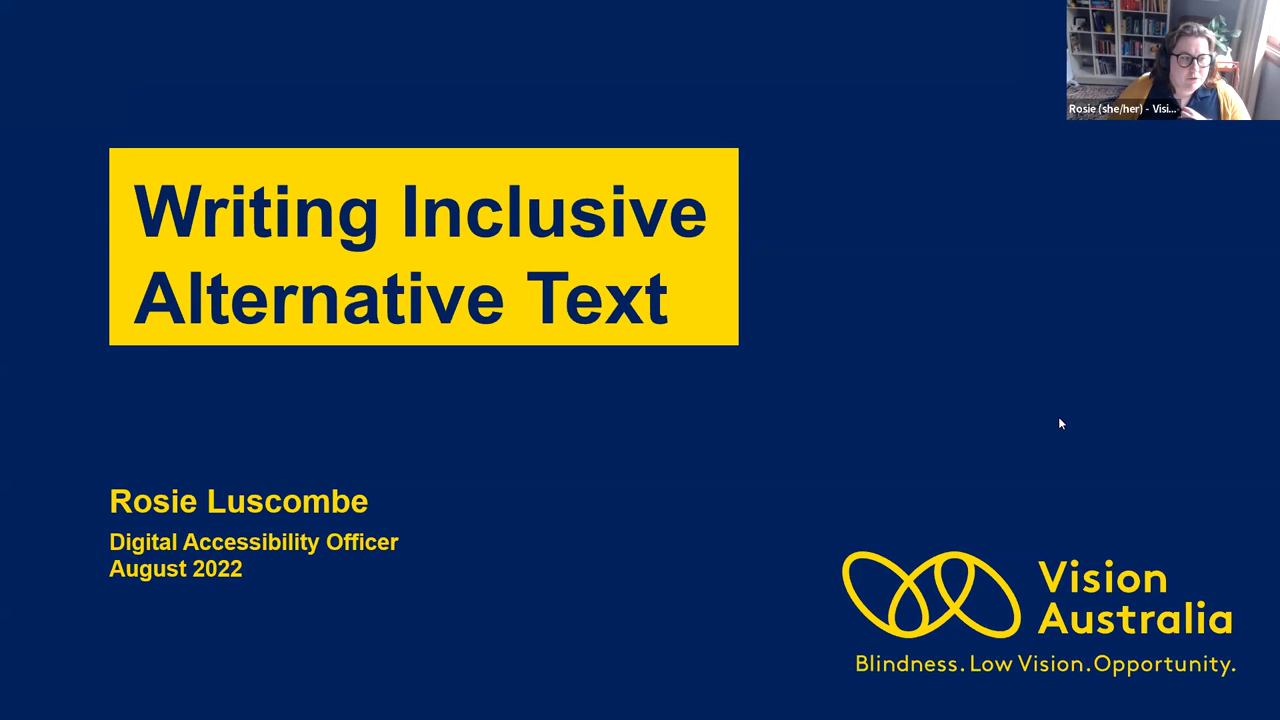 Rosie (she/her) - Visi...
Writing Inclusive
Alternative Text
Rosie Luscombe
Digital Accessibility Officer
August 2022
Vision
Australia
Blindness. Low Vision. Opportunity.